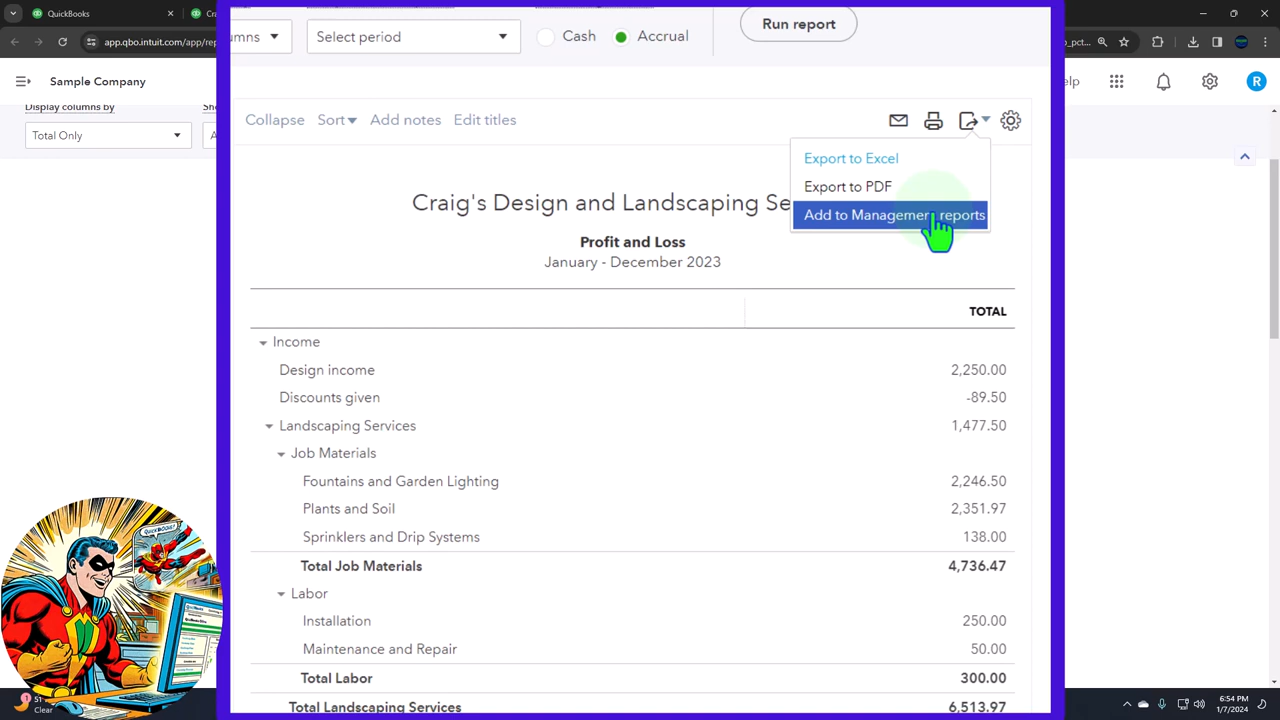 QuickBooks
app.qbo.intuit.com/app/rep
Select period
Cash
Accrual
Run report
Sample Company
elp
R
Display columns by
Total Only
Collapse
Sort
Add notes
Edit titles
Export to Excel
Export to PDF
Add to Management reports
Craig's Design and Landscaping Se
Profit and Loss
January - December 2023
TOTAL
Income
Design income 2,250.00
Discounts given -89.50
Landscaping Services 1,477.50
Job Materials
Fountains and Garden Lighting 2,246.50
Plants and Soil 2,351.97
Sprinklers and Drip Systems 138.00
Total Job Materials 4,736.47
Labor
Installation 250.00
Maintenance and Repair 50.00
Total Labor 300.00
Total Landscaping Services 6,513.97
Clear
6:54 PM
1/7/2024